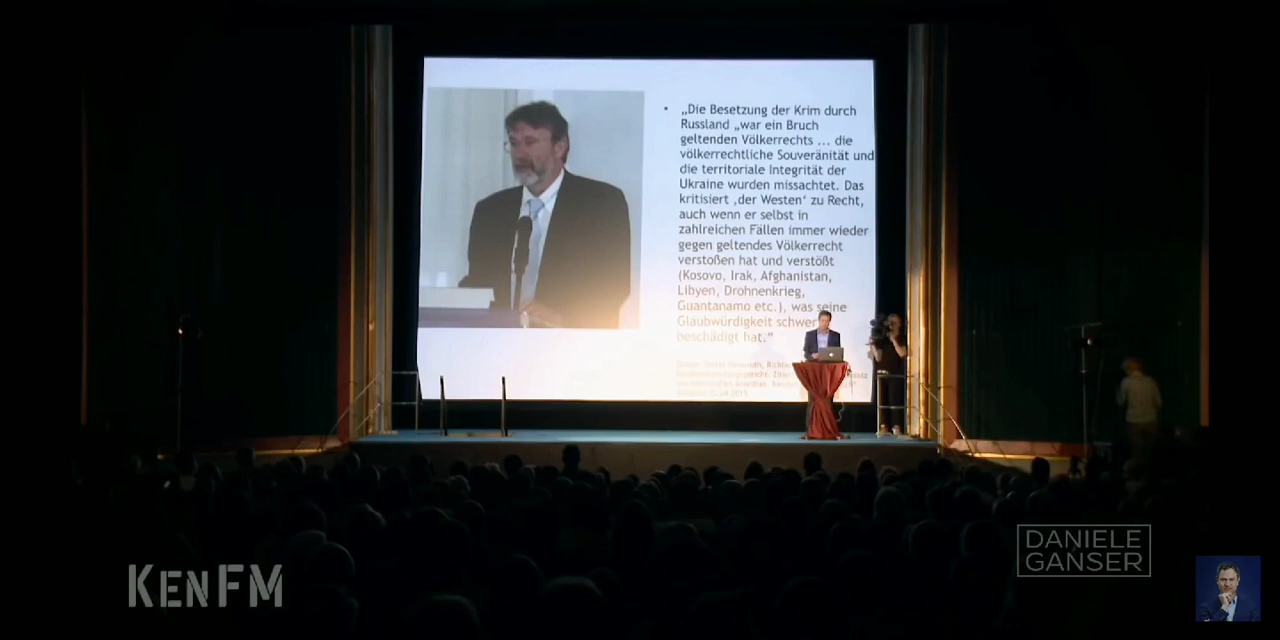 • „Die Besetzung der Krim durch
Russland „war ein Bruch
geltenden Völkerrechts ... die
völkerrechtliche Souveränität und
die territoriale Integrität der
Ukraine wurden missachtet. Das
kritisiert ‚der Westen‘ zu Recht,
auch wenn er selbst in
zahlreichen Fällen immer wieder
gegen geltendes Völkerrecht
verstoßen hat und verstößt
(Kosovo, Irak, Afghanistan,
Libyen, Drohnenkrieg,
Guantanamo etc.), was seine
Glaubwürdigkeit schwer
beschädigt hat.“
KENFM
DANIELE
GANSER